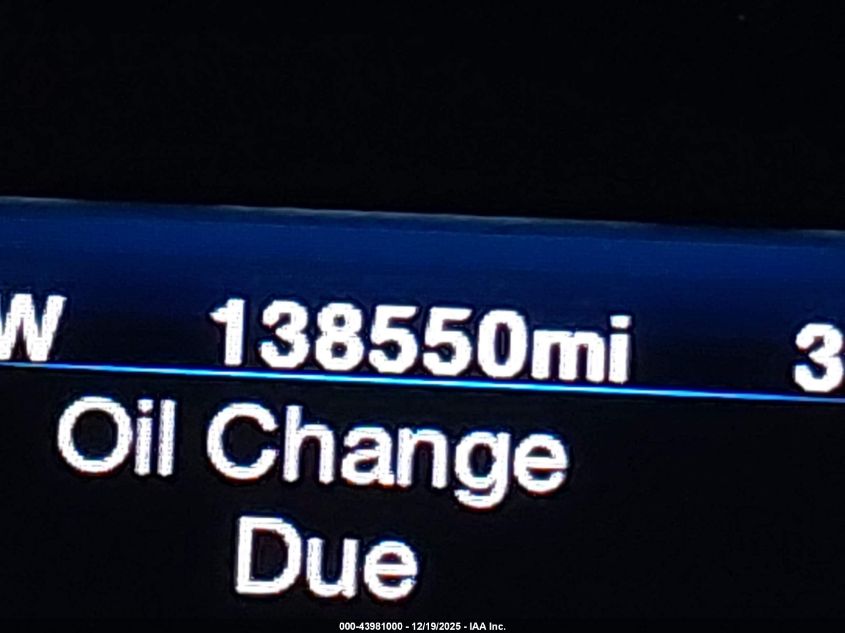 W 138550mi 3
Oil Change
Due
000-43981000 - 12/19/2025 - IAA Inc.